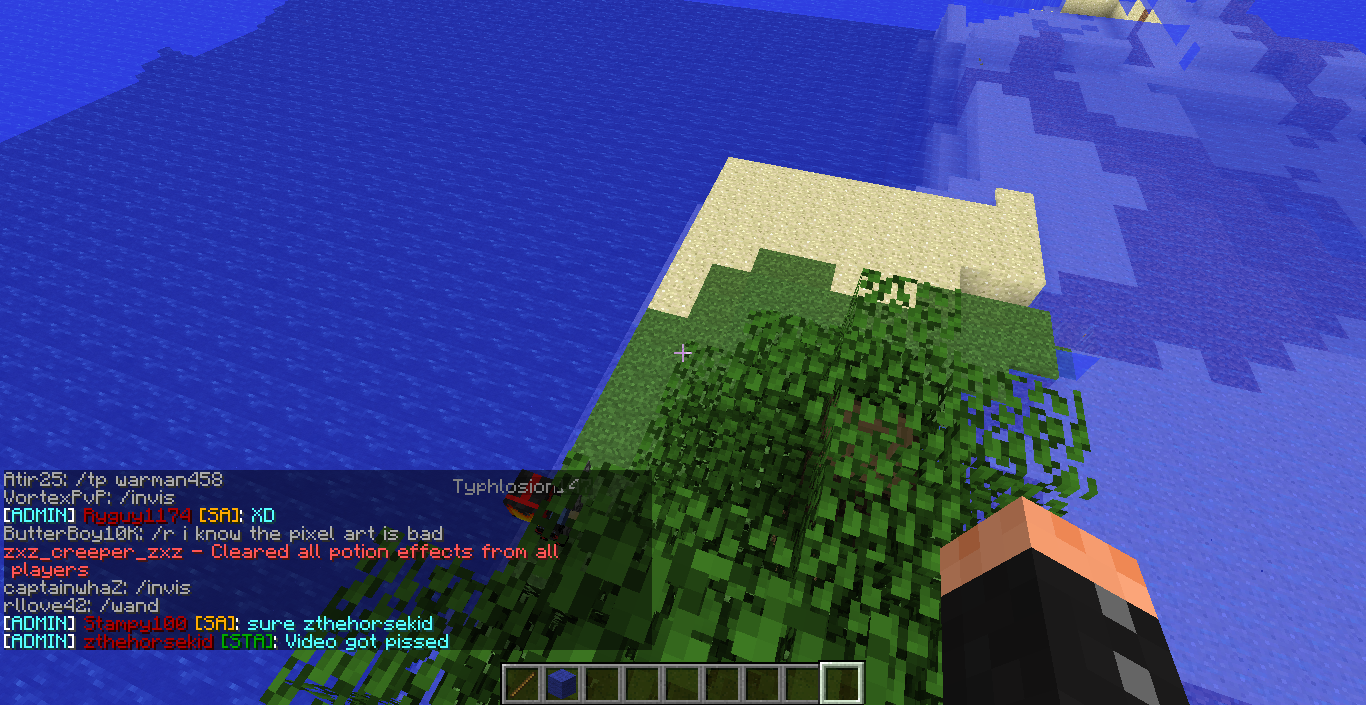 Atir25: /tp warman458
Typhlosion
VortexPvP: /invis
[ADMIN] Ryguy1174 [SA]: XD
ButterBoy10K: /r i know the pixel art is bad
zxz_creeper_zxz - Cleared all potion effects from all
players
captainwhaZ: /invis
rllove42: /wand
[ADMIN] Stampy100 [SA]: sure zthehorsekid
[ADMIN] zthehorsekid [STA]: Video got pissed